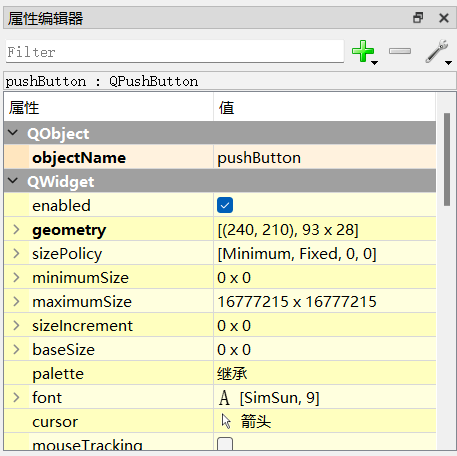 属性编辑器
Filter
pushButton : QPushButton
属性 值
QObject
objectName pushButton
QWidget
enabled
geometry [(240, 210), 93 x 28]
sizePolicy [Minimum, Fixed, 0, 0]
minimumSize 0 x 0
maximumSize 16777215 x 16777215
sizeIncrement 0 x 0
baseSize 0 x 0
palette 继承
font A [SimSun, 9]
cursor 箭头
mouseTracking